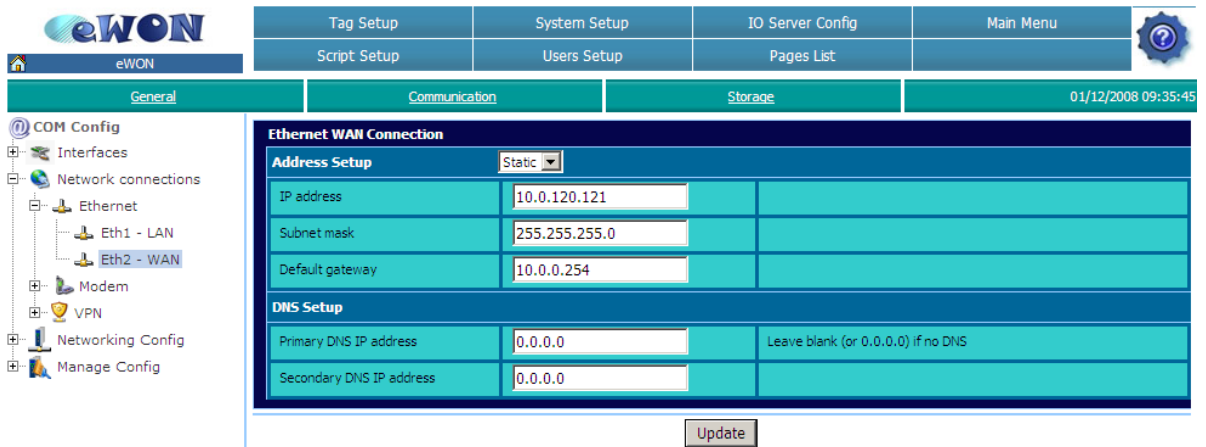 eWON
Tag Setup System Setup IO Server Config Main Menu
eWON Script Setup Users Setup Pages List
General Communication Storage 01/12/2008 09:35:45
COM Config
Interfaces
Network connections
Ethernet
Eth1 - LAN
Eth2 - WAN
Modem
VPN
Networking Config
Manage Config
Ethernet WAN Connection
Address Setup Static
IP address 10.0.120.121
Subnet mask 255.255.255.0
Default gateway 10.0.0.254
DNS Setup
Primary DNS IP address 0.0.0.0 Leave blank (or 0.0.0.0) if no DNS
Secondary DNS IP address 0.0.0.0
Update